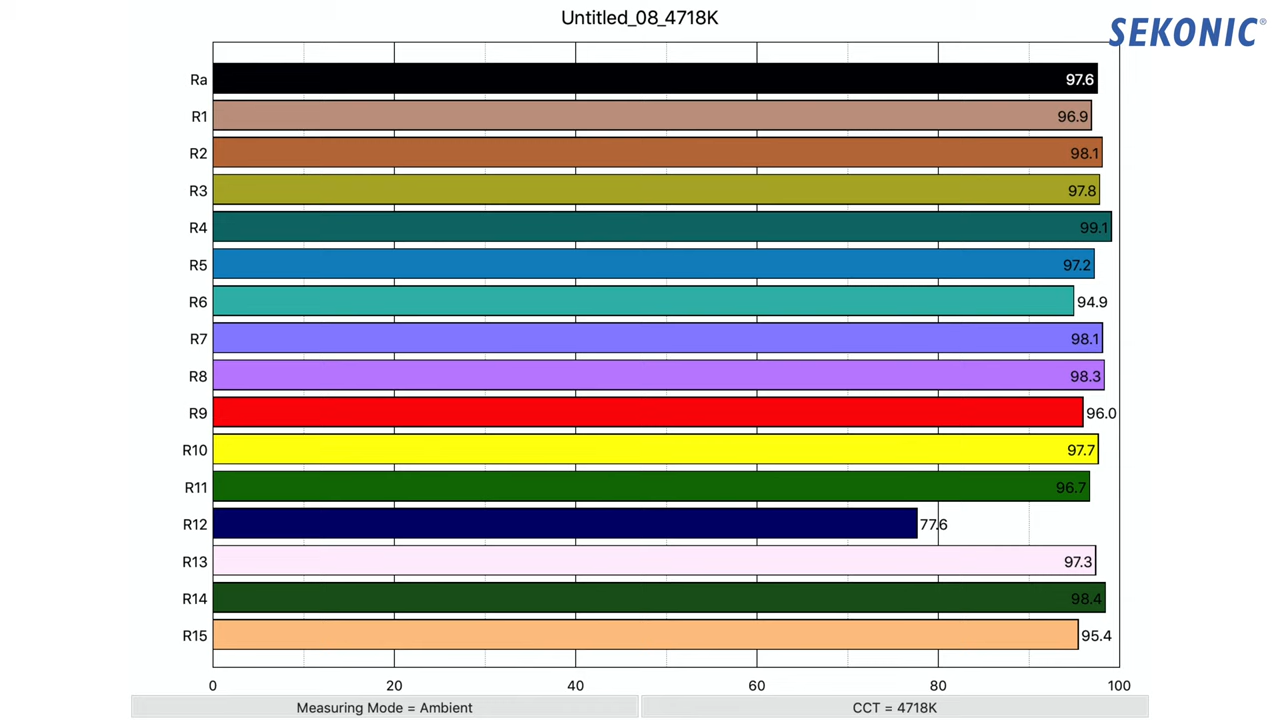 Untitled_08_4718K
SEKONIC®
Ra 97.6
R1 96.9
R2 98.1
R3 97.8
R4 99.1
R5 97.2
R6 94.9
R7 98.1
R8 98.3
R9 96.0
R10 97.7
R11 96.7
R12 77.6
R13 97.3
R14 98.4
R15 95.4
0 20 40 60 80 100
Measuring Mode = Ambient CCT = 4718K